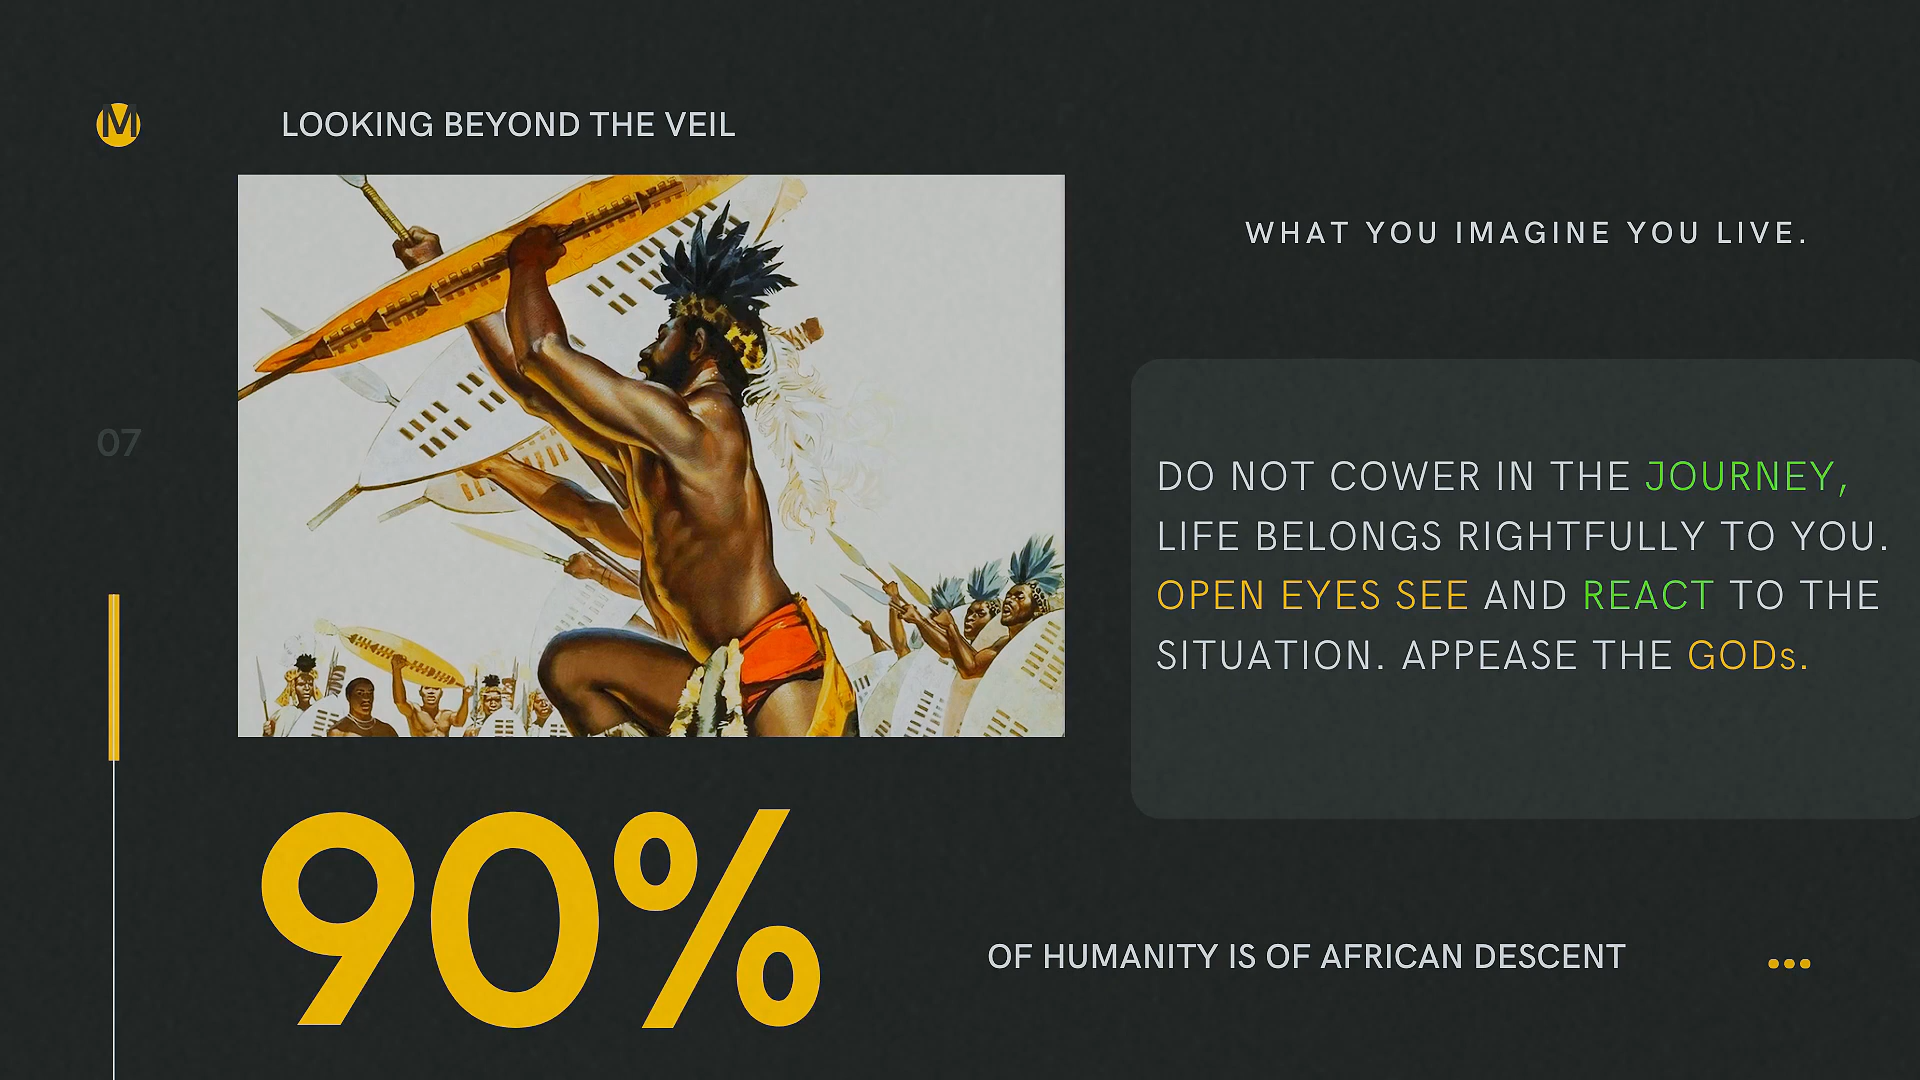 M
LOOKING BEYOND THE VEIL
WHAT YOU IMAGINE YOU LIVE.
07
DO NOT COWER IN THE JOURNEY,
LIFE BELONGS RIGHTFULLY TO YOU.
OPEN EYES SEE AND REACT TO THE
SITUATION. APPEASE THE GODs.
90%
OF HUMANITY IS OF AFRICAN DESCENT